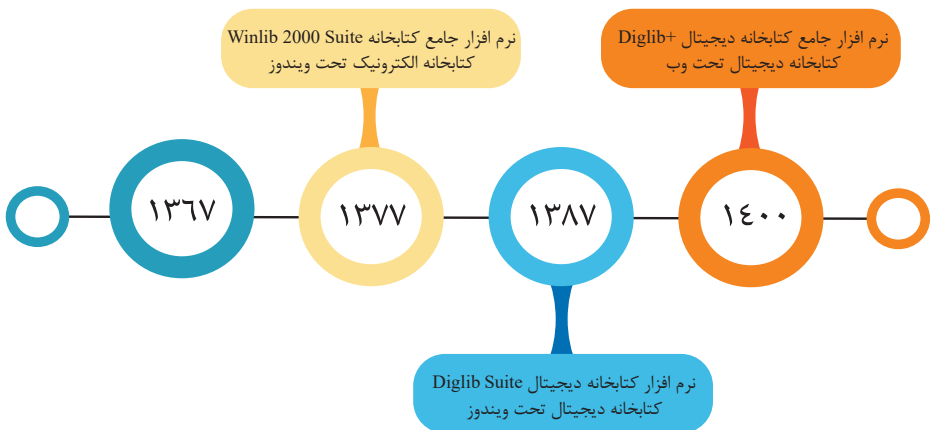 نرم افزار جامع کتابخانه Winlib 2000 Suite
کتابخانه الکترونیک تحت ویندوز
نرم افزار جامع کتابخانه دیجیتال Diglib+
کتابخانه دیجیتال تحت وب
۱۳۶۷
۱۳۷۷
۱۳۸۷
۱۴۰۰
نرم افزار کتابخانه دیجیتال Diglib Suite
کتابخانه دیجیتال تحت ویندوز